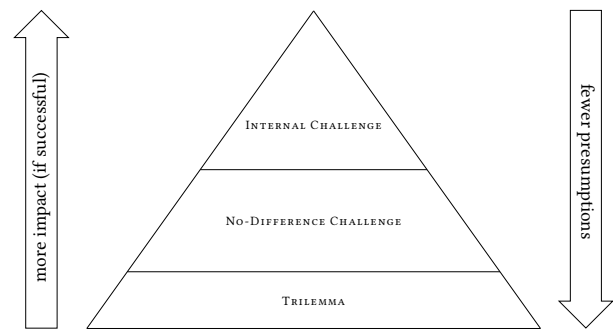 more impact (if successful)
Internal Challenge
No-Difference Challenge
Trilemma
fewer presumptions